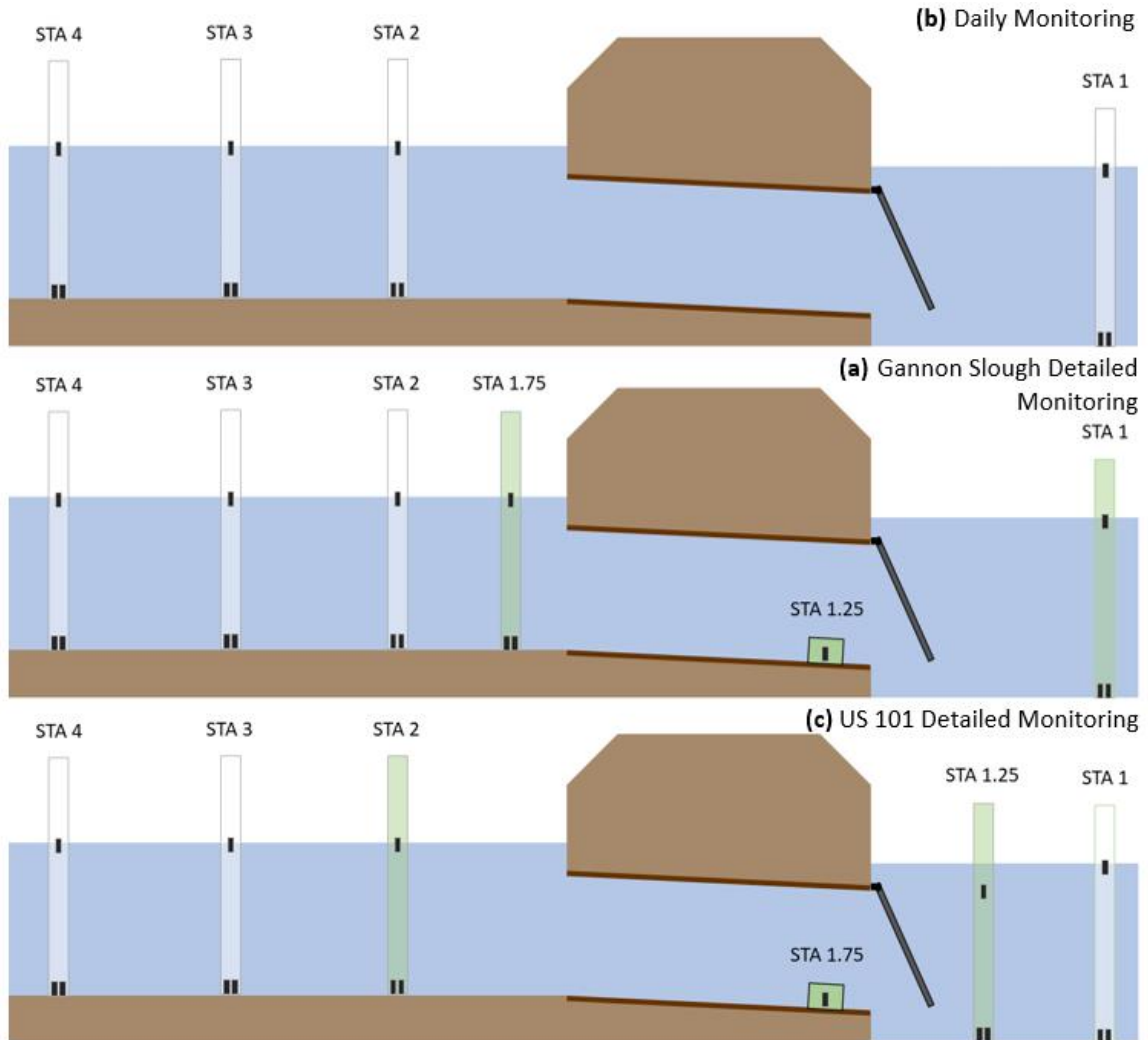 (b) Daily Monitoring
STA 4
STA 3
STA 2
STA 1
(a) Gannon Slough Detailed
Monitoring
STA 4
STA 3
STA 2
STA 1.75
STA 1
STA 1.25
(c) US 101 Detailed Monitoring
STA 4
STA 3
STA 2
STA 1.25
STA 1
STA 1.75